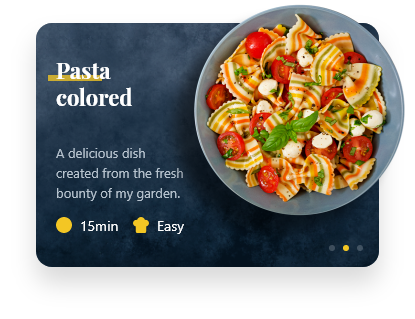 Pasta
colored
A delicious dish
created from the fresh
bounty of my garden.
15min Easy